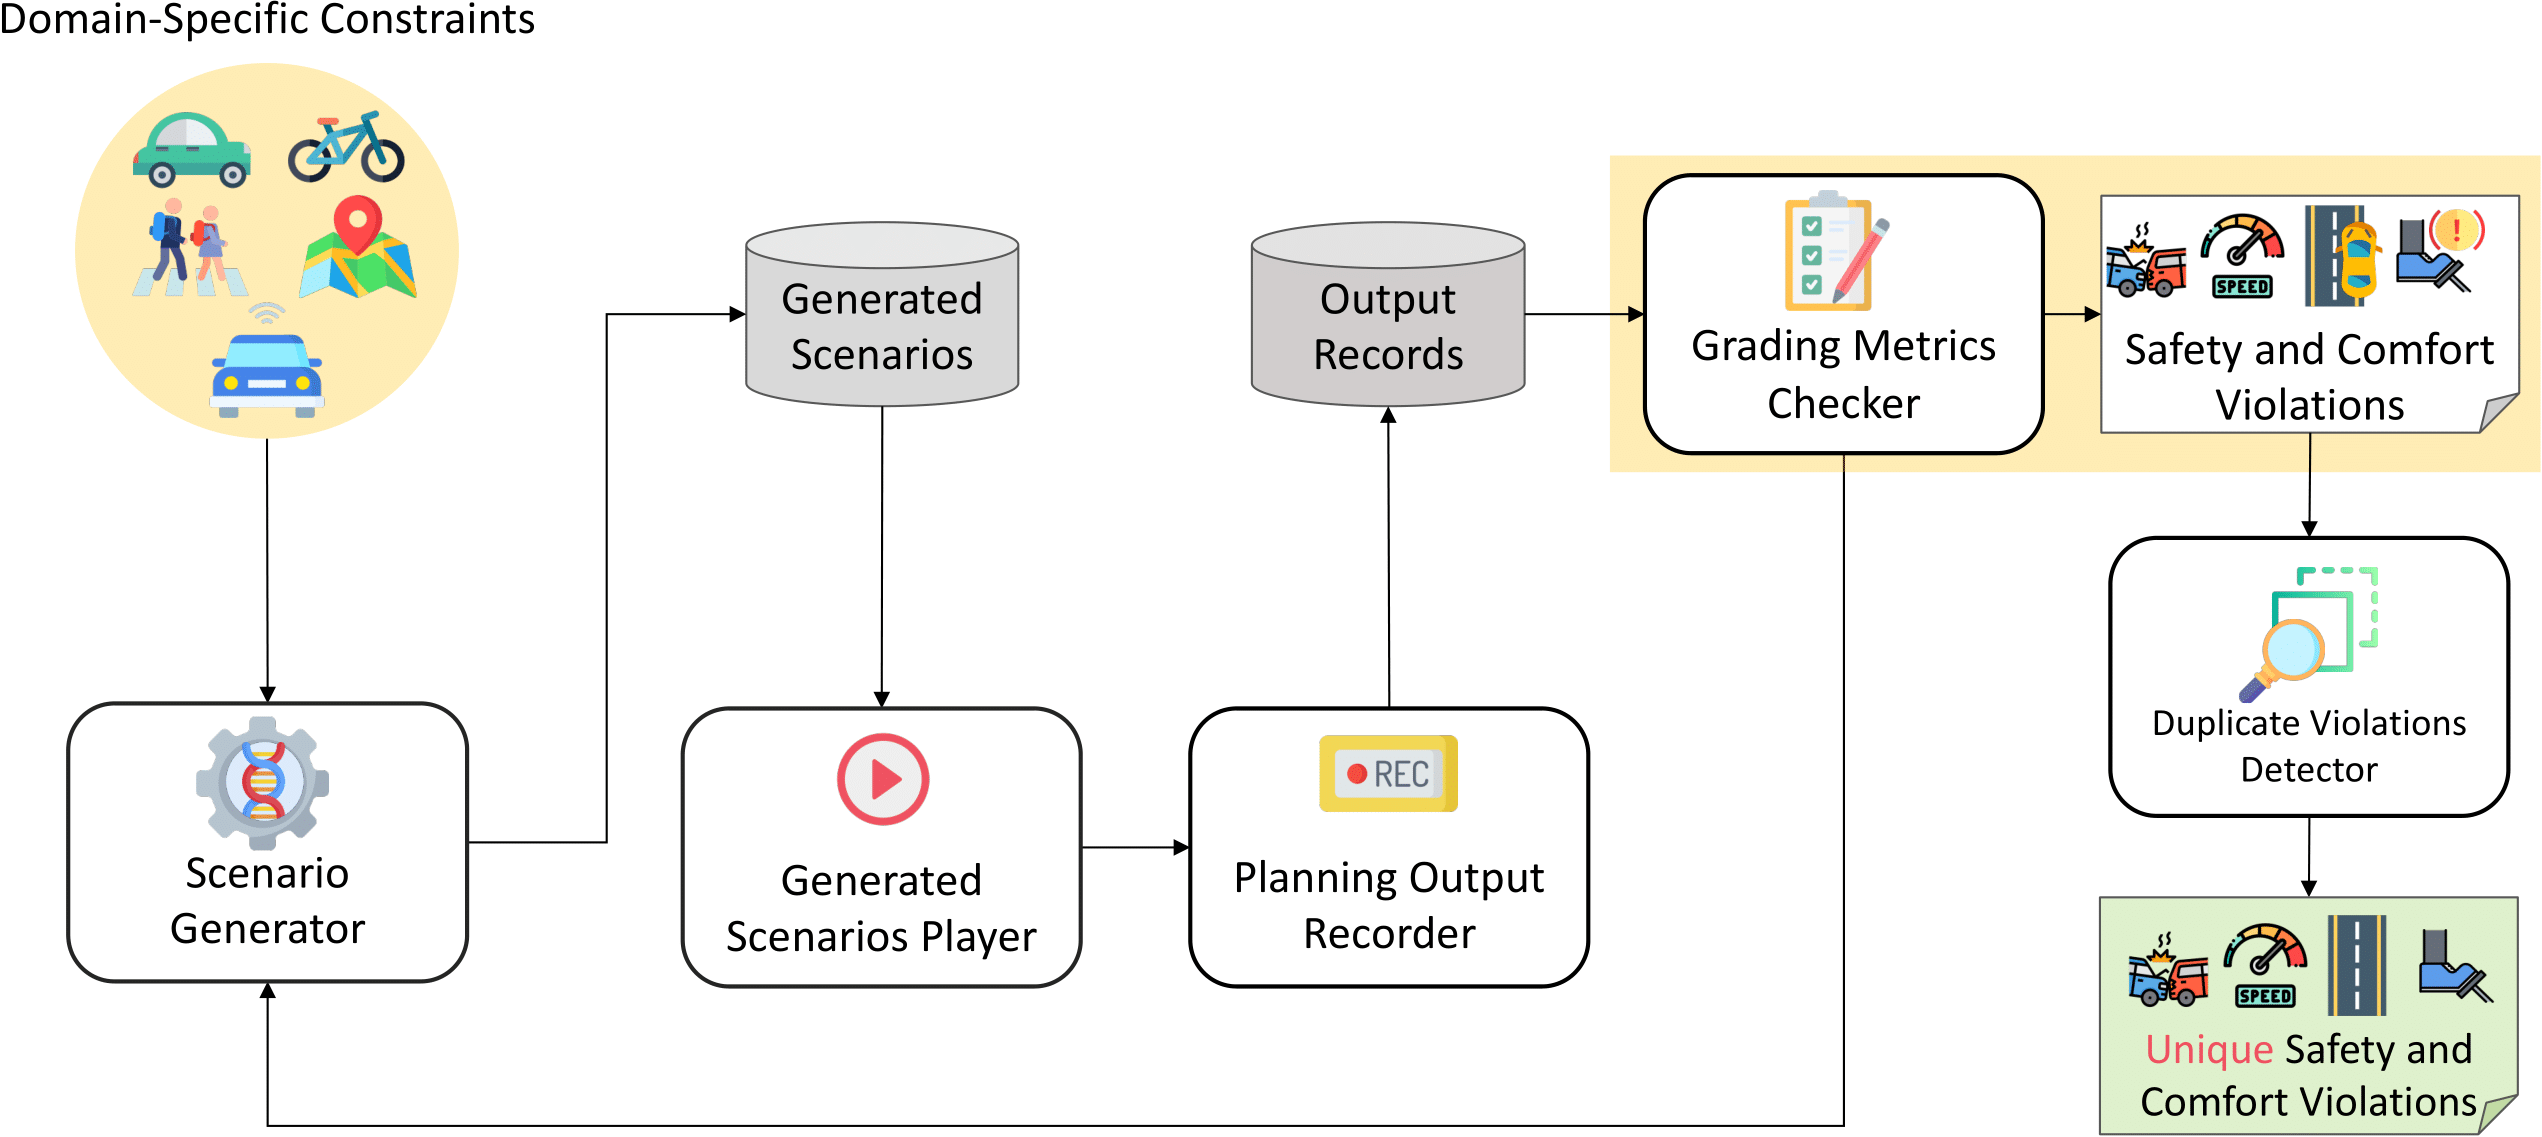 Domain-Specific Constraints
Generated
Scenarios
Output
Records
Grading Metrics
Checker
SPEED
Safety and Comfort
Violations
Scenario
Generator
Generated
Scenarios Player
REC
Planning Output
Recorder
Duplicate Violations
Detector
SPEED
Unique Safety and
Comfort Violations